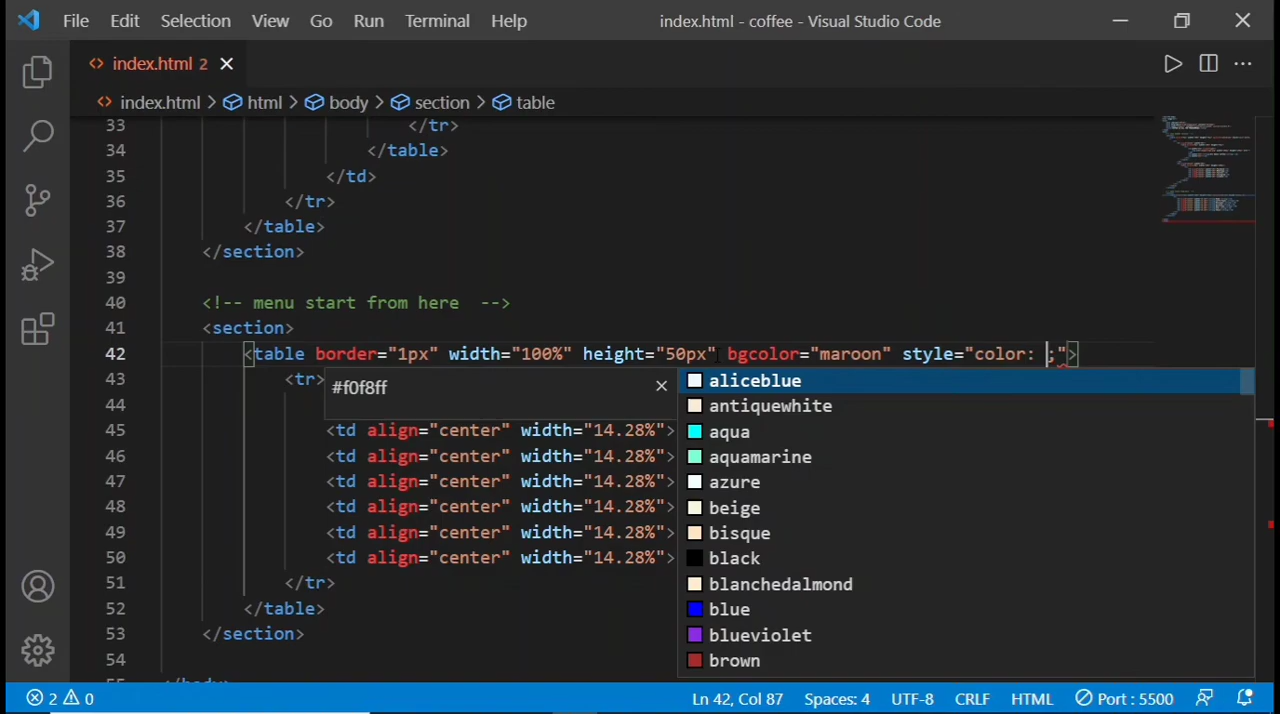 File Edit Selection View Go Run Terminal Help index.html - coffee - Visual Studio Code
<> index.html 2
<> index.html > html > body > section > table
33 </tr>
34 </table>
35 </td>
36 </tr>
37 </table>
38 </section>
39
40 <!-- menu start from here -->
41 <section>
42 <table border="1px" width="100%" height="50px" bgcolor="maroon" style="color: ;">
43 <tr>
#f0f8ff
aliceblue
44
antiquewhite
45 <td align="center" width="14.28%">
aqua
46 <td align="center" width="14.28%">
aquamarine
47 <td align="center" width="14.28%">
azure
48 <td align="center" width="14.28%">
beige
49 <td align="center" width="14.28%">
bisque
50 <td align="center" width="14.28%">
black
51 </tr>
blanchedalmond
52 </table>
blue
53 </section>
blueviolet
54
brown
2 0 Ln 42, Col 87 Spaces: 4 UTF-8 CRLF HTML Port : 5500